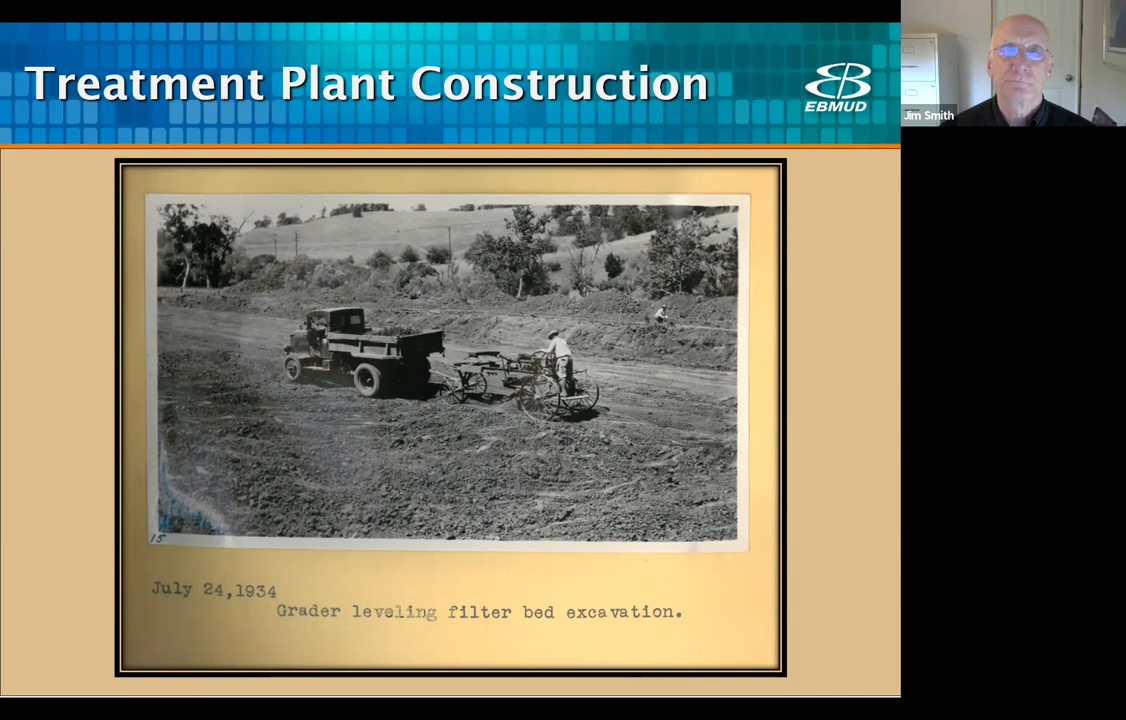 Treatment Plant Construction
EBMUD
Jim Smith
15
July 24,1934
Grader leveling filter bed excavation.